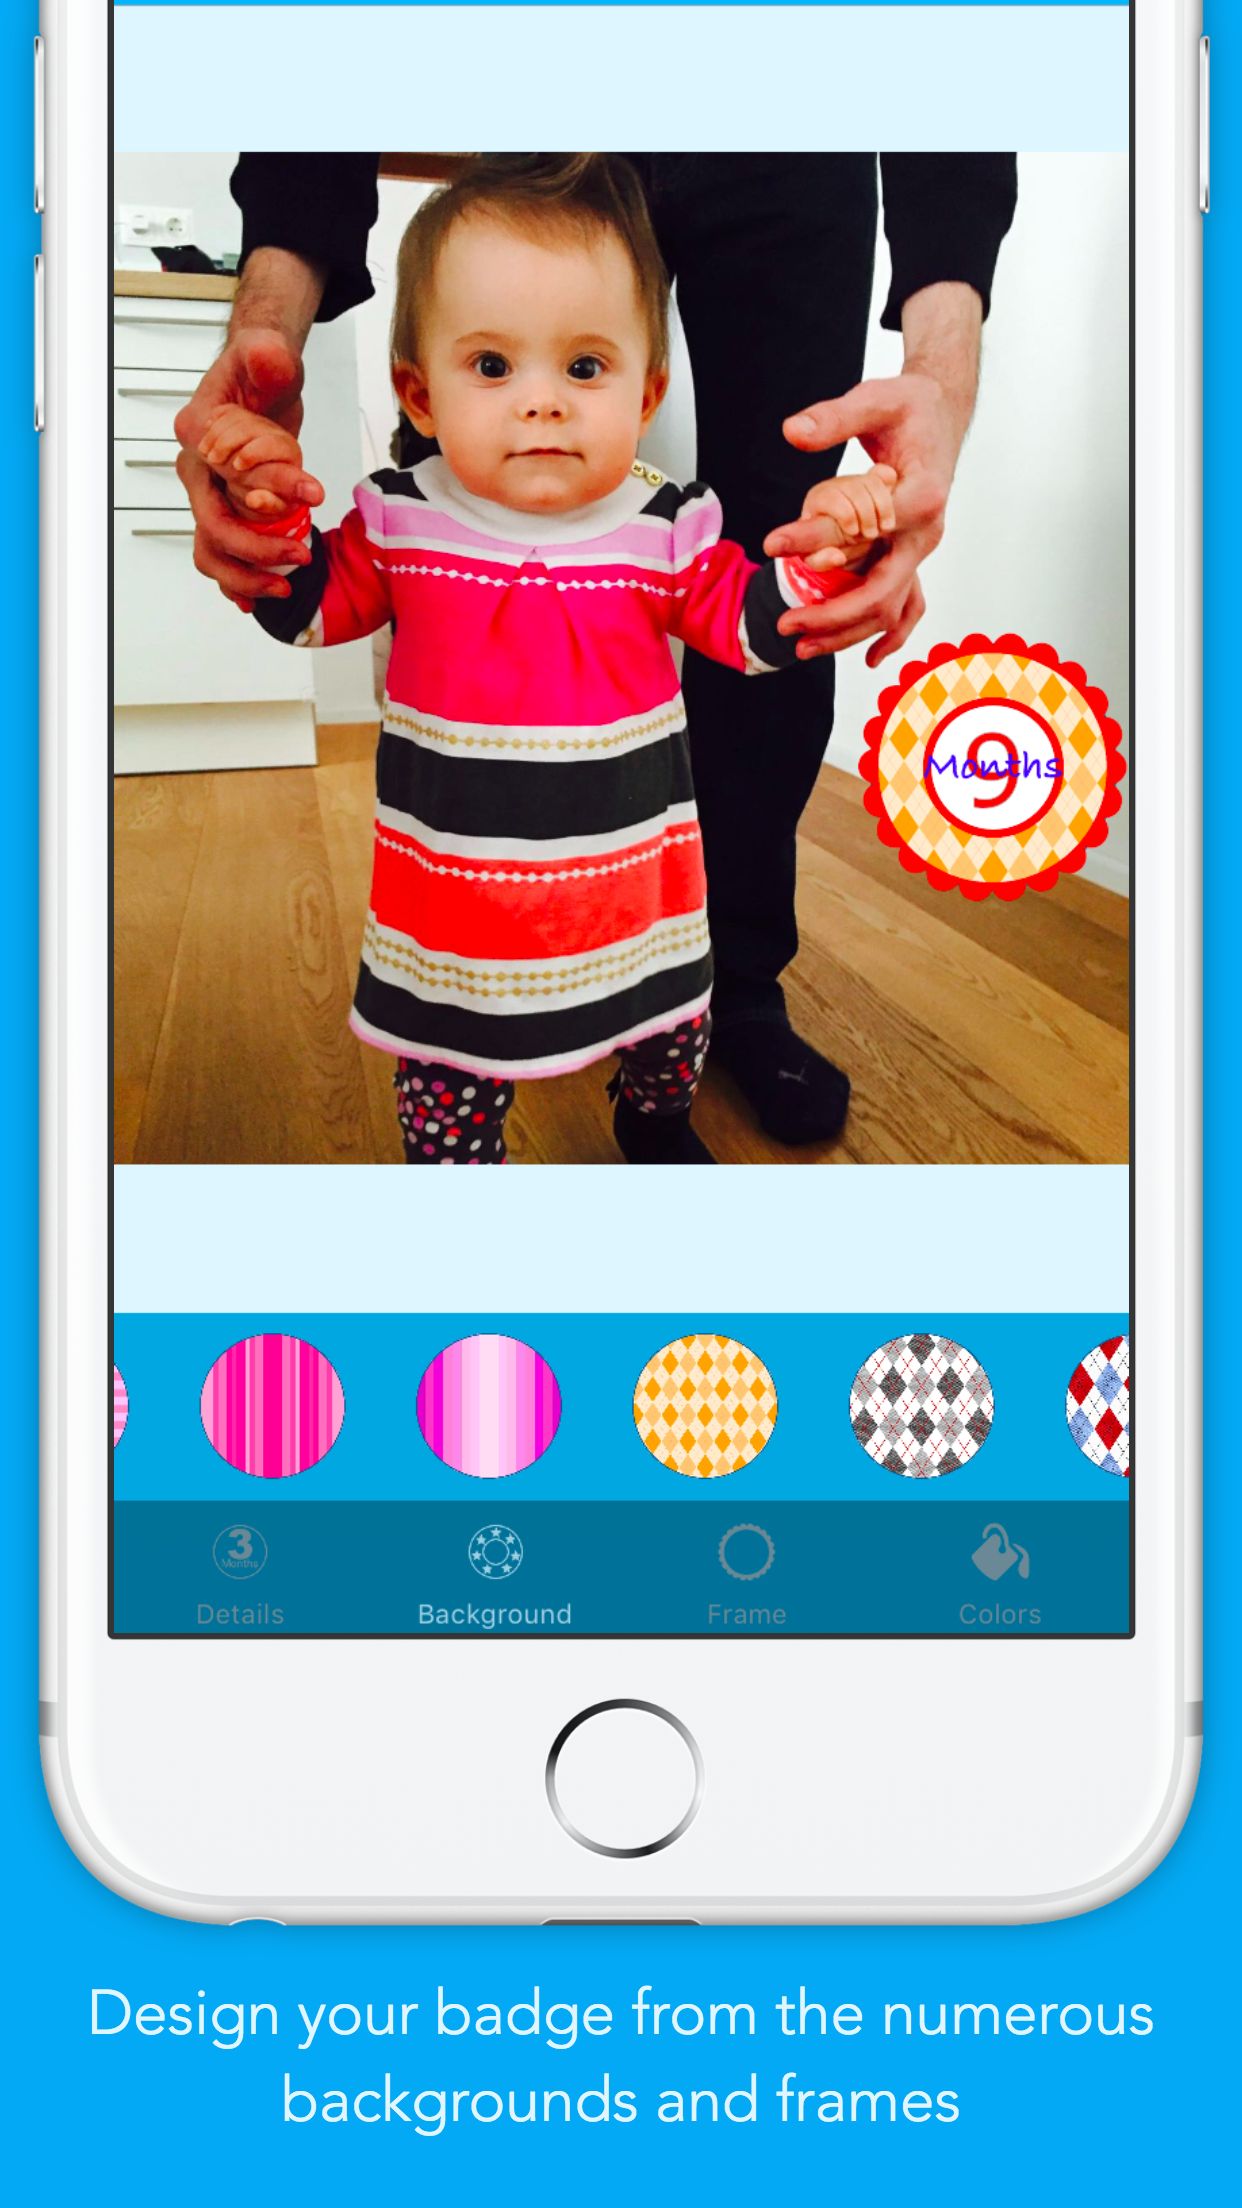 9
Months
3
Months
Details
Background
Frame
Colors
Design your badge from the numerous
backgrounds and frames